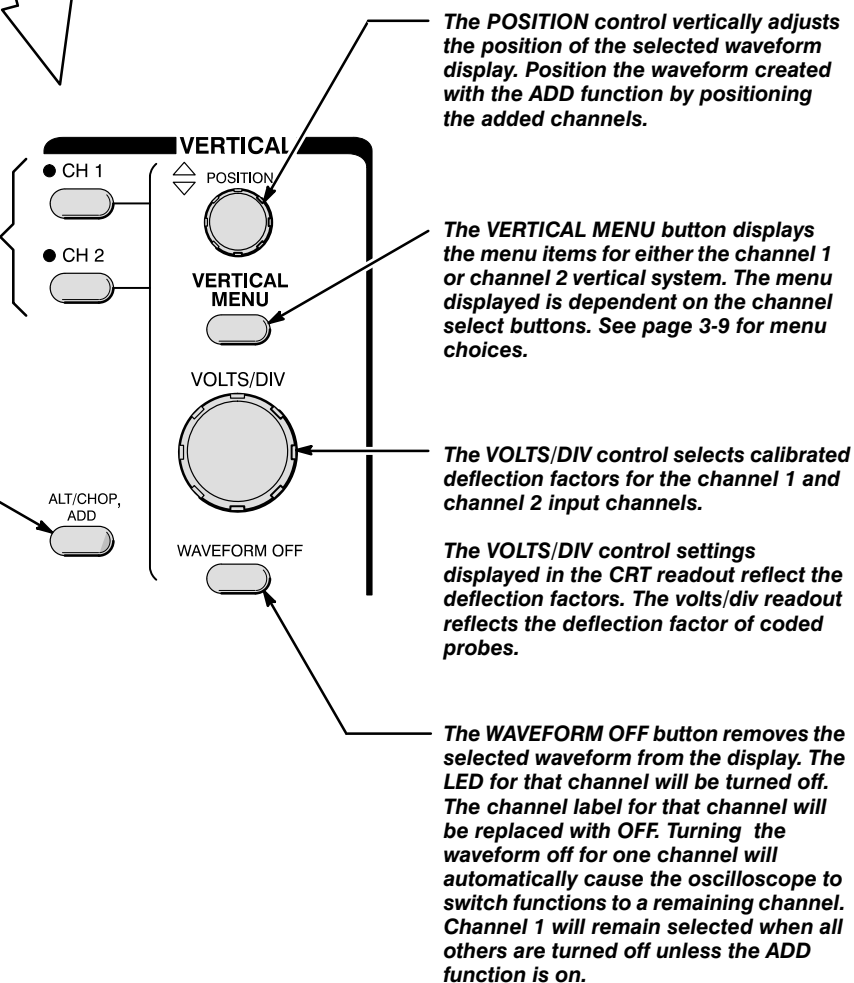 VERTICAL
CH 1
POSITION
CH 2
VERTICAL
MENU
VOLTS/DIV
ALT/CHOP,
ADD
WAVEFORM OFF
The POSITION control vertically adjusts
the position of the selected waveform
display. Position the waveform created
with the ADD function by positioning
the added channels.
The VERTICAL MENU button displays
the menu items for either the channel 1
or channel 2 vertical system. The menu
displayed is dependent on the channel
select buttons. See page 3-9 for menu
choices.
The VOLTS/DIV control selects calibrated
deflection factors for the channel 1 and
channel 2 input channels.
The VOLTS/DIV control settings
displayed in the CRT readout reflect the
deflection factors. The volts/div readout
reflects the deflection factor of coded
probes.
The WAVEFORM OFF button removes the
selected waveform from the display. The
LED for that channel will be turned off.
The channel label for that channel will
be replaced with OFF. Turning the
waveform off for one channel will
automatically cause the oscilloscope to
switch functions to a remaining channel.
Channel 1 will remain selected when all
others are turned off unless the ADD
function is on.